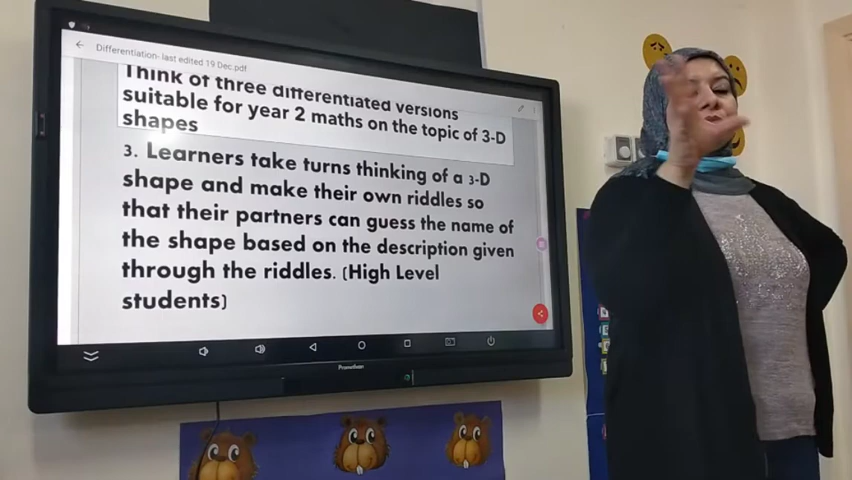 Differentiation- last edited 19 Dec.pdf
Think of three differentiated versions
suitable for year 2 maths on the topic of 3-D
shapes
3. Learners take turns thinking of a 3-D
shape and make their own riddles so
that their partners can guess the name of
the shape based on the description given
through the riddles. (High Level
students)
Promethean